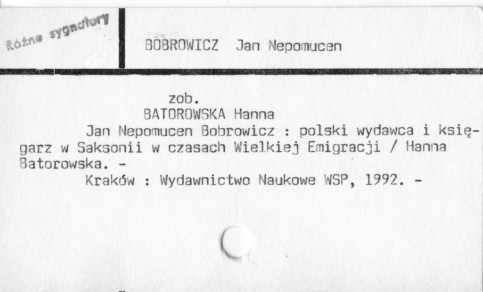 Różne sygnatury
BOBROWICZ Jan Nepomucen
zob.
BATOROWSKA Hanna
Jan Nepomucen Bobrowicz : polski wydawca i księ-
garz w Saksonii w czasach Wielkiej Emigracji / Hanna
Batorowska. -
Kraków : Wydawnictwo Naukowe WSP, 1992. -